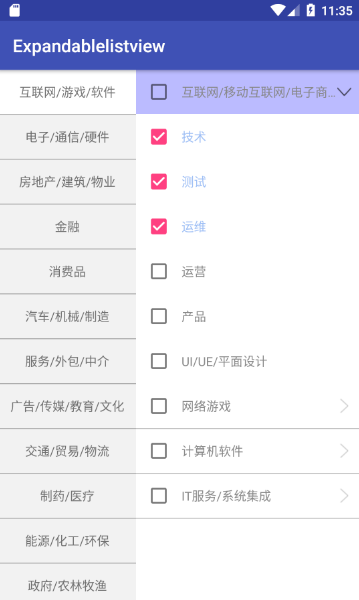 11:35
Expandablelistview
互联网/游戏/软件
电子/通信/硬件
房地产/建筑/物业
金融
消费品
汽车/机械/制造
服务/外包/中介
广告/传媒/教育/文化
交通/贸易/物流
制药/医疗
能源/化工/环保
政府/农林牧渔
互联网/移动互联网/电子商...
技术
测试
运维
运营
产品
UI/UE/平面设计
网络游戏
计算机软件
IT服务/系统集成